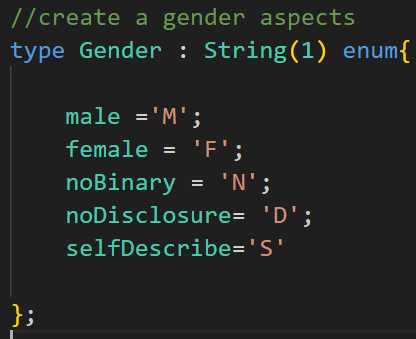 //create a gender aspects
type Gender : String(1) enum{
male ='M';
female = 'F';
noBinary = 'N';
noDisclosure= 'D';
selfDescribe='S'
};